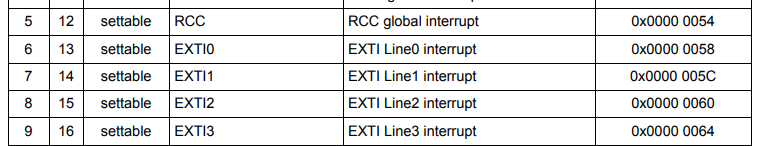 5 12 settable RCC RCC global interrupt 0x0000 0054
6 13 settable EXTI0 EXTI Line0 interrupt 0x0000 0058
7 14 settable EXTI1 EXTI Line1 interrupt 0x0000 005C
8 15 settable EXTI2 EXTI Line2 interrupt 0x0000 0060
9 16 settable EXTI3 EXTI Line3 interrupt 0x0000 0064